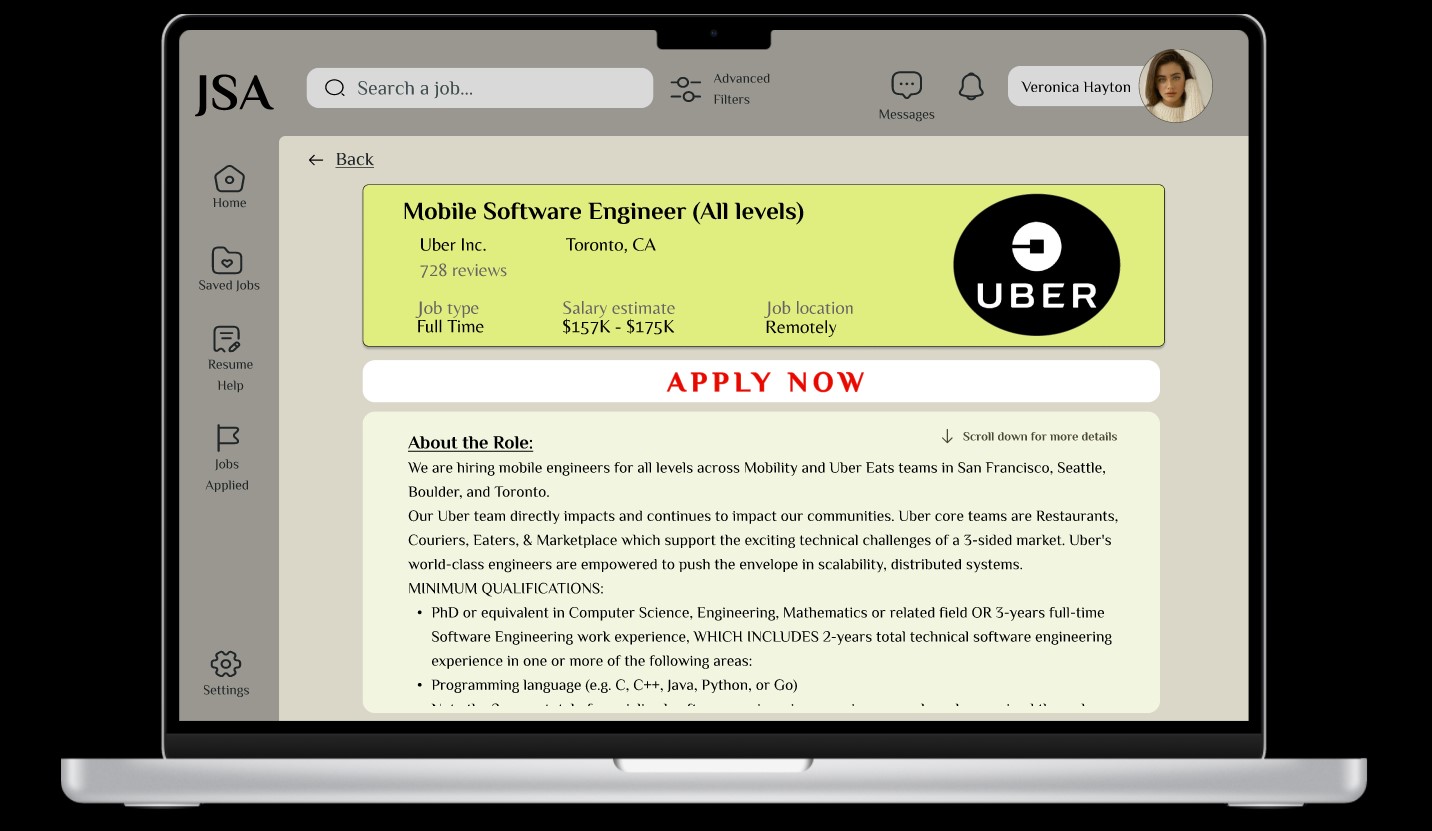 JSA
Search a job...
Advanced
Filters
Messages
Veronica Hayton
Home
Saved Jobs
Resume
Help
Jobs
Applied
Settings
← Back
Mobile Software Engineer (All levels)
Uber Inc. Toronto, CA
728 reviews
Job type Salary estimate Job location
Full Time $157K - $175K Remotely
UBER
APPLY NOW
↓ Scroll down for more details
About the Role:
We are hiring mobile engineers for all levels across Mobility and Uber Eats teams in San Francisco, Seattle,
Boulder, and Toronto.
Our Uber team directly impacts and continues to impact our communities. Uber core teams are Restaurants,
Couriers, Eaters, & Marketplace which support the exciting technical challenges of a 3-sided market. Uber's
world-class engineers are empowered to push the envelope in scalability, distributed systems.
MINIMUM QUALIFICATIONS:
• PhD or equivalent in Computer Science, Engineering, Mathematics or related field OR 3-years full-time
Software Engineering work experience, WHICH INCLUDES 2-years total technical software engineering
experience in one or more of the following areas:
• Programming language (e.g. C, C++, Java, Python, or Go)